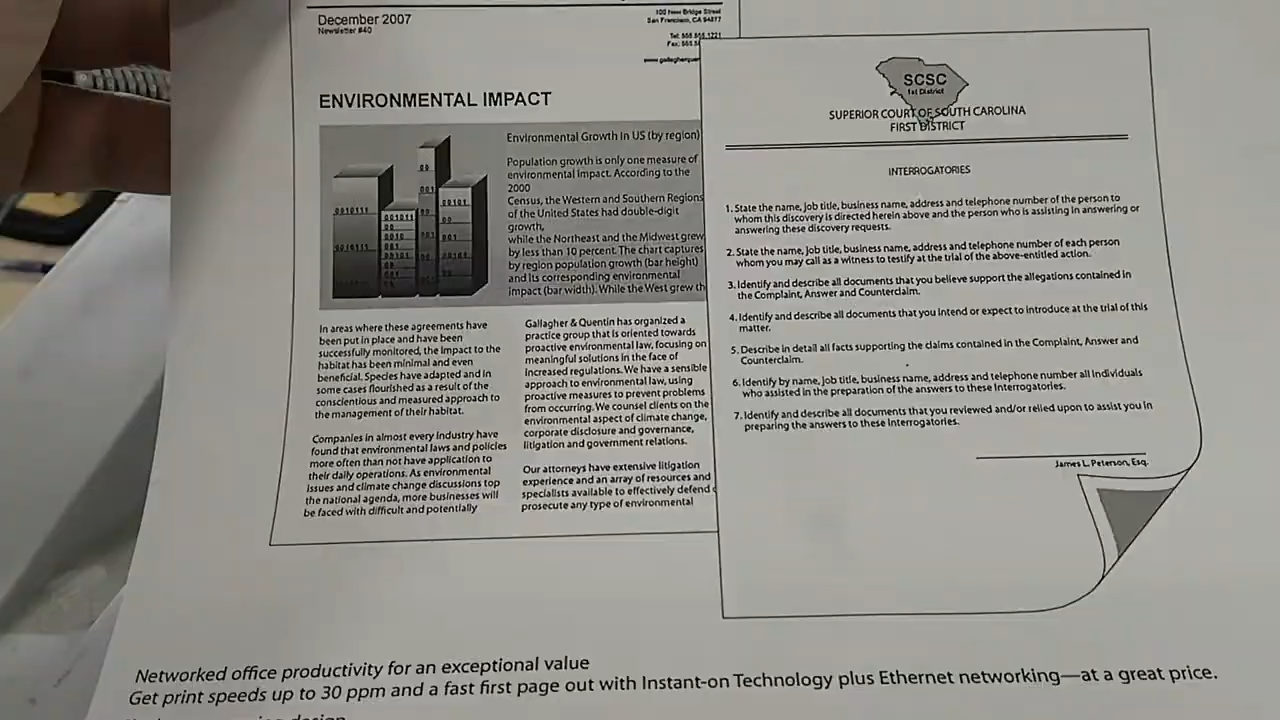 December 2007
Newsletter #40
100 New Bridge Street
San Francisco, CA 94977
Tel: 555.555.1221
Fax: 555.5
ENVIRONMENTAL IMPACT
Environmental Growth in US (by region)
Population growth is only one measure of
environmental impact. According to the
2000
Census, the Western and Southern Regions
of the United States had double-digit
growth,
while the Northeast and the Midwest grew
by less than 10 percent. The chart captures
by region population growth (bar height)
and its corresponding environmental
impact (bar width). While the West grew th
In areas where these agreements have
been put in place and have been
successfully monitored, the impact to the
habitat has been minimal and even
beneficial. Species have adapted and in
some cases flourished as a result of the
conscientious and measured approach to
the management of their habitat.
Companies in almost every industry have
found that environmental laws and policies
more often than not have application to
their daily operations. As environmental
issues and climate change discussions top
the national agenda, more businesses will
be faced with difficult and potentially
Gallagher & Quentin has organized a
practice group that is oriented towards
proactive environmental law, focusing on
meaningful solutions in the face of
increased regulations. We have a sensible
approach to environmental law, using
proactive measures to prevent problems
from occurring. We counsel clients on the
environmental aspect of climate change,
corporate disclosure and governance,
litigation and government relations.
Our attorneys have extensive litigation
experience and an array of resources and
specialists available to effectively defend
prosecute any type of environmental
SCSC
1st District
SUPERIOR COURT OF SOUTH CAROLINA
FIRST DISTRICT
INTERROGATORIES
1. State the name, job title, business name, address and telephone number of the person to
whom this discovery is directed herein above and the person who is assisting in answering or
answering these discovery requests.
2. State the name, job title, business name, address and telephone number of each person
whom you may call as a witness to testify at the trial of the above-entitled action.
3. Identify and describe all documents that you believe support the allegations contained in
the Complaint, Answer and Counterclaim.
4. Identify and describe all documents that you intend or expect to introduce at the trial of this
matter.
5. Describe in detail all facts supporting the claims contained in the Complaint, Answer and
Counterclaim.
6. Identify by name, job title, business name, address and telephone number all individuals
who assisted in the preparation of the answers to these Interrogatories.
7. Identify and describe all documents that you reviewed and/or relied upon to assist you in
preparing the answers to these Interrogatories.
James L. Peterson, Esq.
Networked office productivity for an exceptional value
Get print speeds up to 30 ppm and a fast first page out with Instant-on Technology plus Ethernet networking—at a great price.